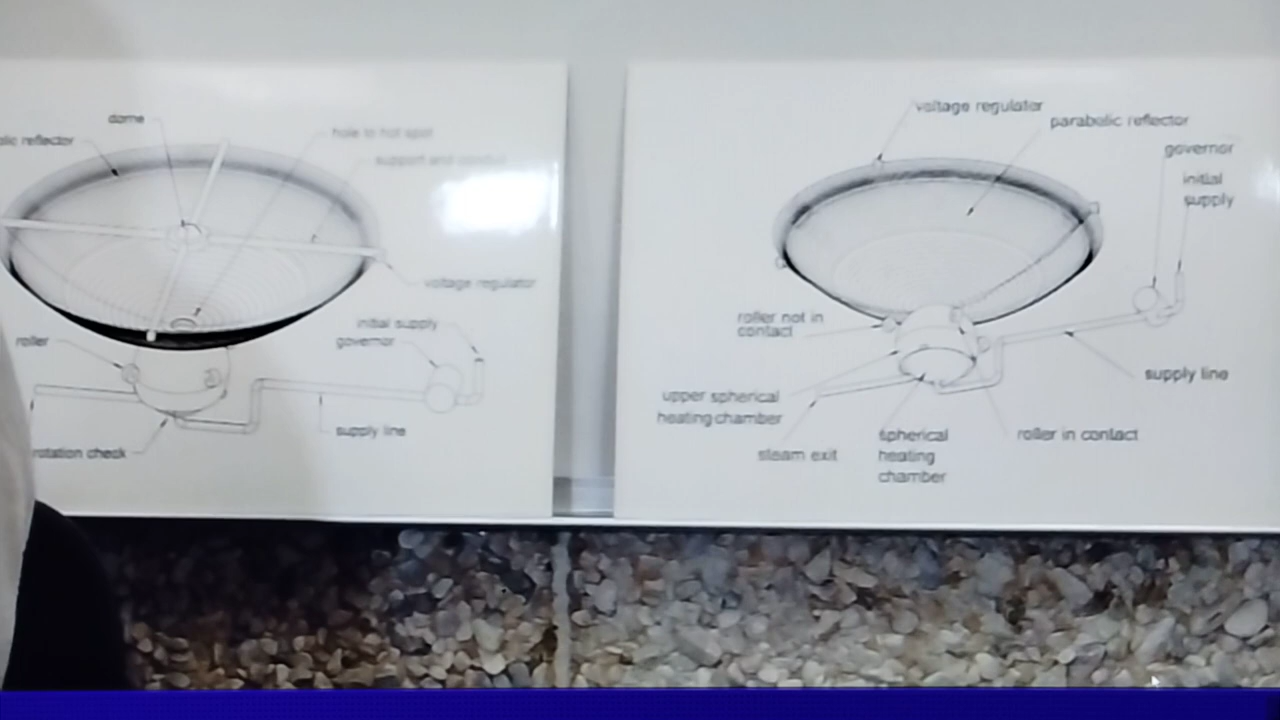 dome
reflector
hole to hot spot
support and
voltage regulator
initial supply
governor
roller
supply line
rotation check
voltage regulator
parabolic reflector
governor
initial
supply
roller not in
contact
supply line
upper spherical
heating chamber
steam exit
spherical
heating
chamber
roller in contact